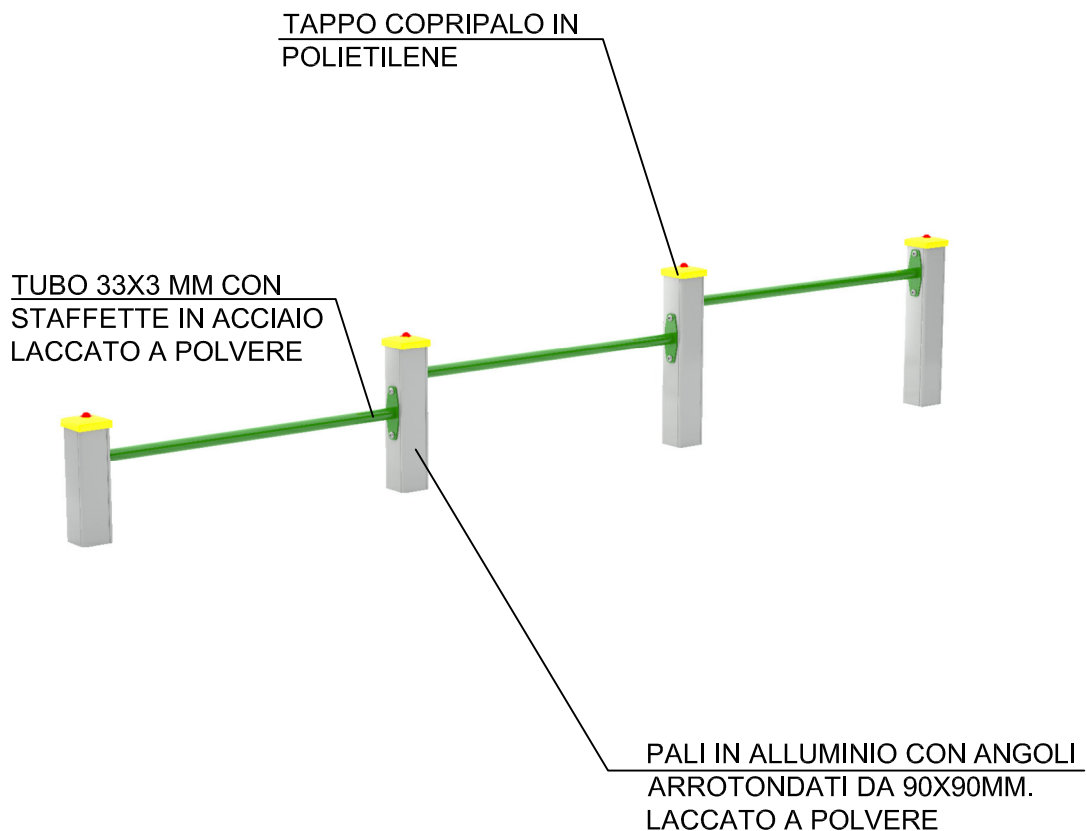 TAPPO COPRIPALO IN
POLIETILENE
TUBO 33X3 MM CON
STAFFETTE IN ACCIAIO
LACCATO A POLVERE
PALI IN ALLUMINIO CON ANGOLI
ARROTONDATI DA 90X90MM.
LACCATO A POLVERE